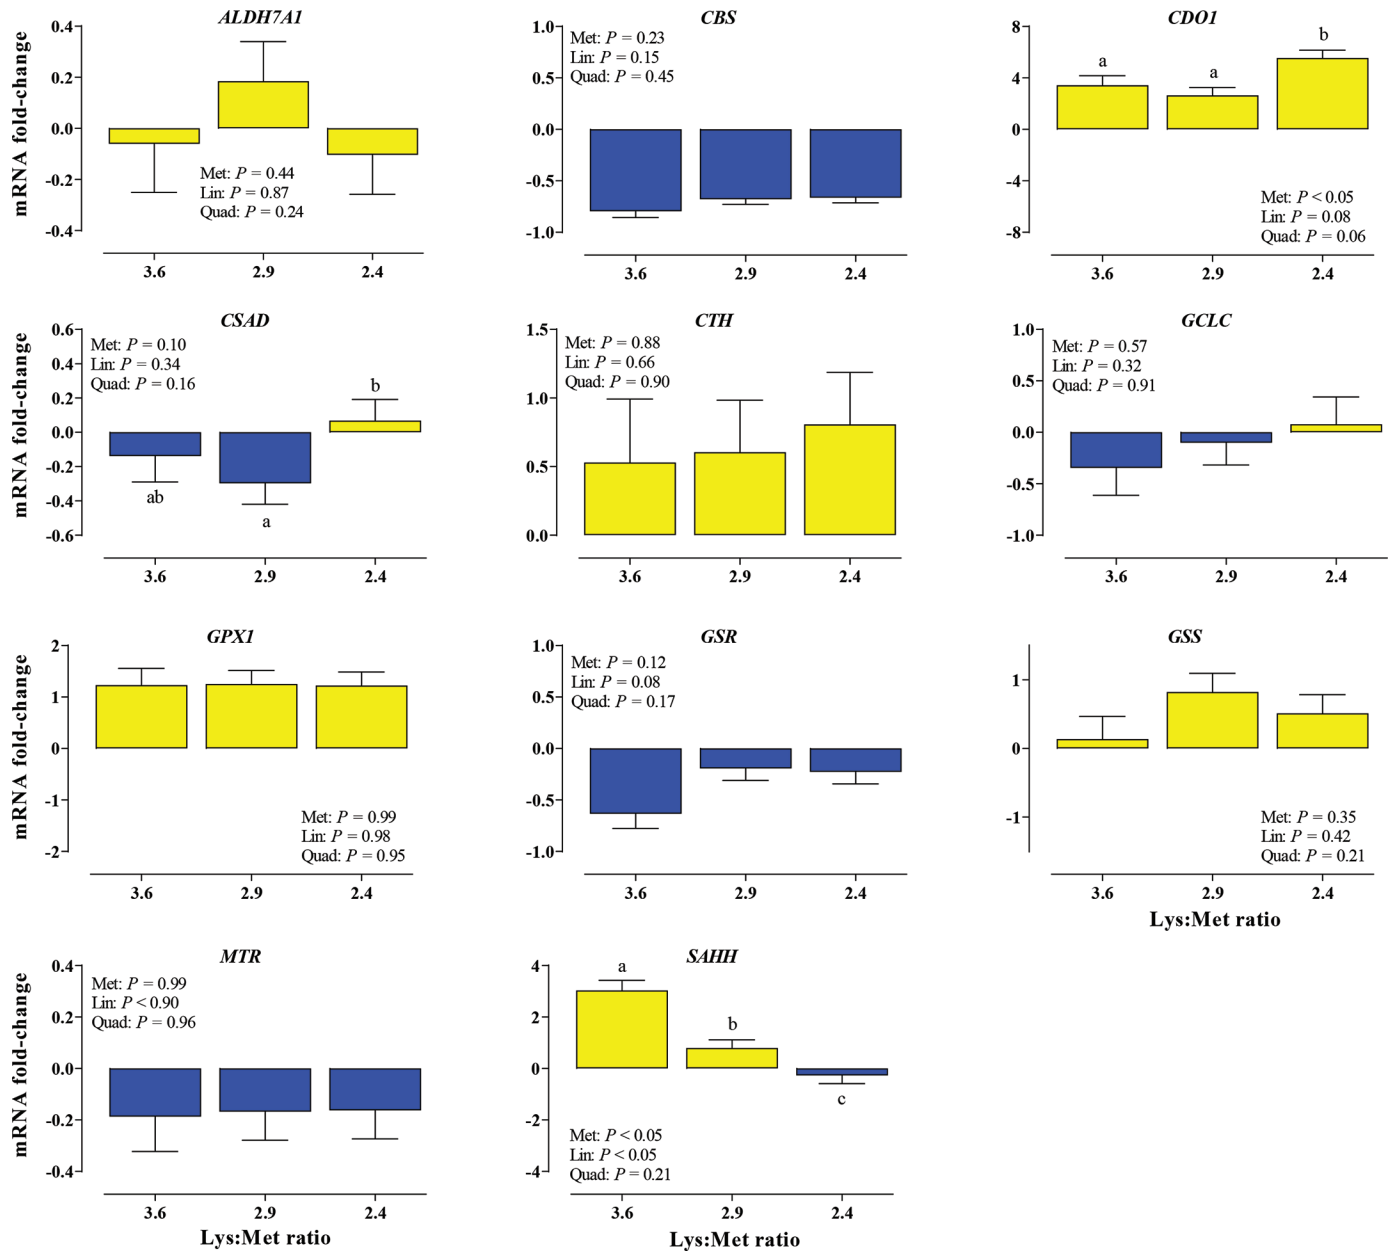 ALDH7A1
mRNA fold-change
0.4
0.2
0.0
-0.2
-0.4
Met: P = 0.44
Lin: P = 0.87
Quad: P = 0.24
3.6 2.9 2.4
CBS
1.0
0.5
0.0
-0.5
-1.0
Met: P = 0.23
Lin: P = 0.15
Quad: P = 0.45
3.6 2.9 2.4
CDO1
8
4
0
-4
-8
a a b
Met: P < 0.05
Lin: P = 0.08
Quad: P = 0.06
3.6 2.9 2.4
CSAD
mRNA fold-change
0.6
0.4
0.2
0.0
-0.2
-0.4
-0.6
Met: P = 0.10
Lin: P = 0.34
Quad: P = 0.16
ab a b
3.6 2.9 2.4
CTH
1.5
1.0
0.5
0.0
Met: P = 0.88
Lin: P = 0.66
Quad: P = 0.90
3.6 2.9 2.4
GCLC
1.0
0.5
0.0
-0.5
-1.0
Met: P = 0.57
Lin: P = 0.32
Quad: P = 0.91
3.6 2.9 2.4
GPX1
mRNA fold-change
2
1
0
-1
-2
Met: P = 0.99
Lin: P = 0.98
Quad: P = 0.95
3.6 2.9 2.4
GSR
1.0
0.5
0.0
-0.5
-1.0
Met: P = 0.12
Lin: P = 0.08
Quad: P = 0.17
3.6 2.9 2.4
GSS
1
0
-1
Met: P = 0.35
Lin: P = 0.42
Quad: P = 0.21
3.6 2.9 2.4
Lys:Met ratio
MTR
mRNA fold-change
0.4
0.2
0.0
-0.2
-0.4
Met: P = 0.99
Lin: P < 0.90
Quad: P = 0.96
3.6 2.9 2.4
Lys:Met ratio
SAHH
4
2
0
-2
-4
a b c
Met: P < 0.05
Lin: P < 0.05
Quad: P = 0.21
3.6 2.9 2.4
Lys:Met ratio